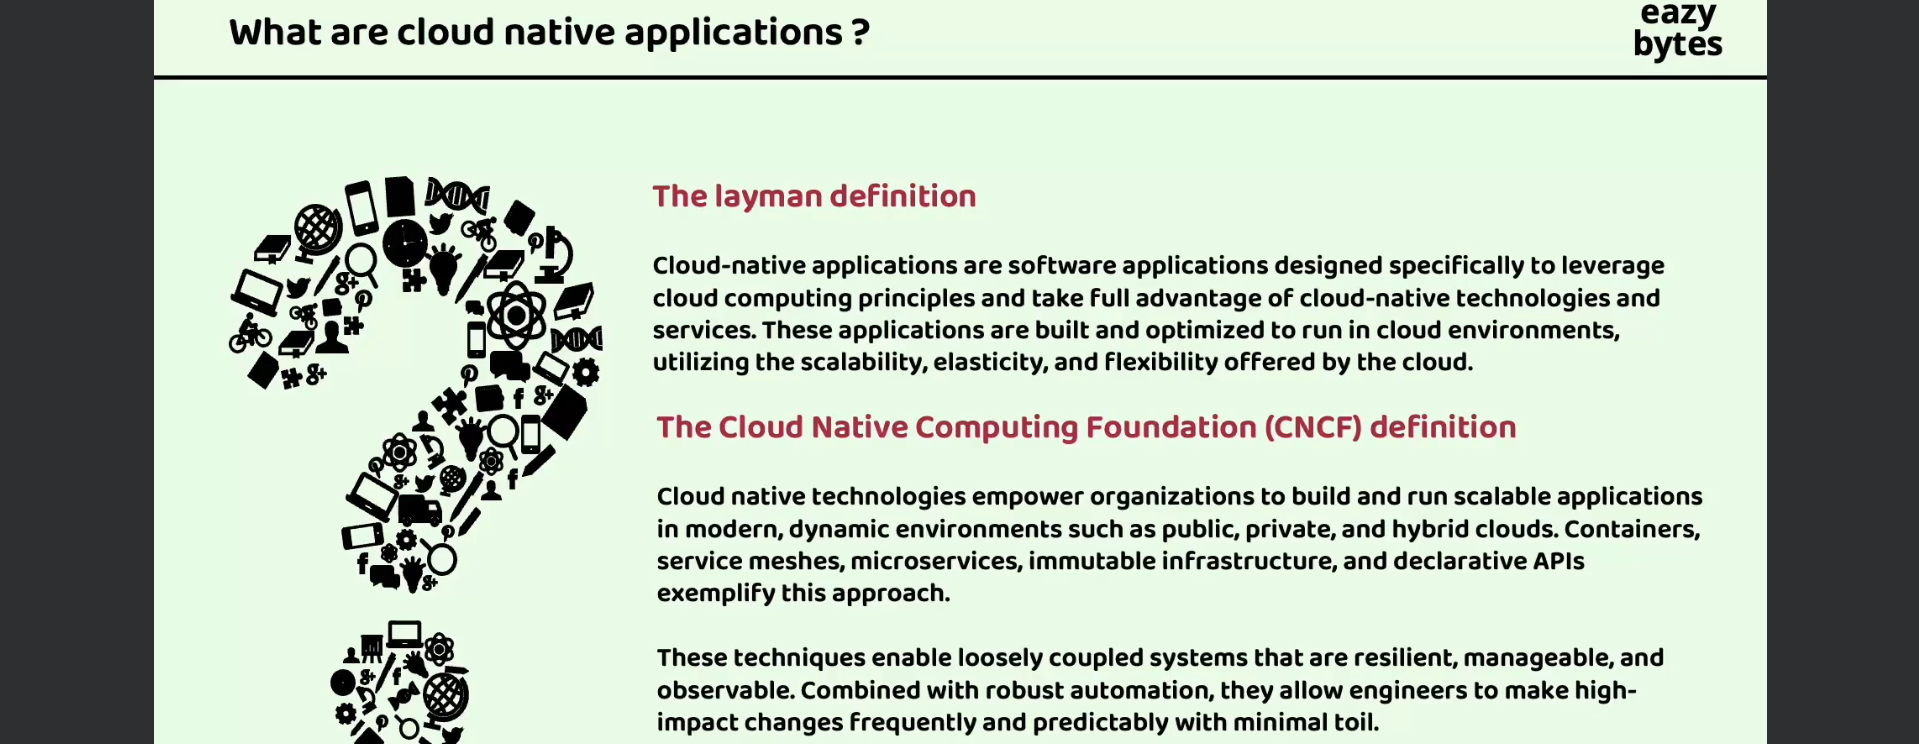 What are cloud native applications ?
eazy
bytes
The layman definition
Cloud-native applications are software applications designed specifically to leverage
cloud computing principles and take full advantage of cloud-native technologies and
services. These applications are built and optimized to run in cloud environments,
utilizing the scalability, elasticity, and flexibility offered by the cloud.
The Cloud Native Computing Foundation (CNCF) definition
Cloud native technologies empower organizations to build and run scalable applications
in modern, dynamic environments such as public, private, and hybrid clouds. Containers,
service meshes, microservices, immutable infrastructure, and declarative APIs
exemplify this approach.
These techniques enable loosely coupled systems that are resilient, manageable, and
observable. Combined with robust automation, they allow engineers to make high-
impact changes frequently and predictably with minimal toil.